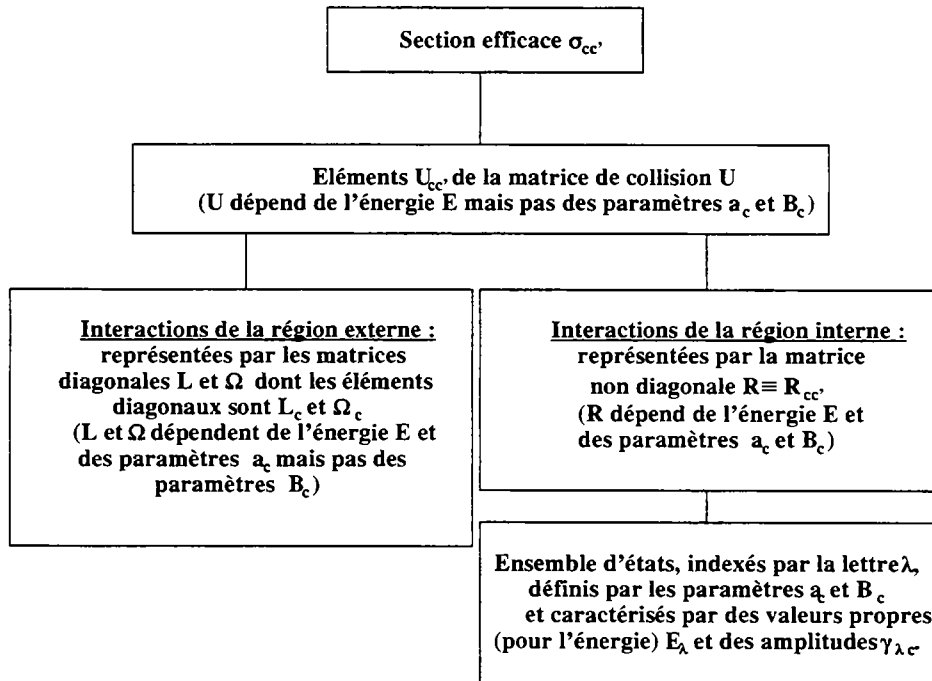 Section efficace σcc'
Eléments Ucc' de la matrice de collision U
(U dépend de l'énergie E mais pas des paramètres ac et Bc)
Interactions de la région externe :
représentées par les matrices
diagonales L et Ω dont les éléments
diagonaux sont Lc et Ωc
(L et Ω dépendent de l'énergie E et
des paramètres ac mais pas des
paramètres Bc)
Interactions de la région interne :
représentées par la matrice
non diagonale R≡ Rcc'
(R dépend de l'énergie E et
des paramètres ac et Bc)
Ensemble d'états, indexés par la lettre λ,
définis par les paramètres ac et Bc
et caractérisés par des valeurs propres
(pour l'énergie) Eλ et des amplitudes γλc.